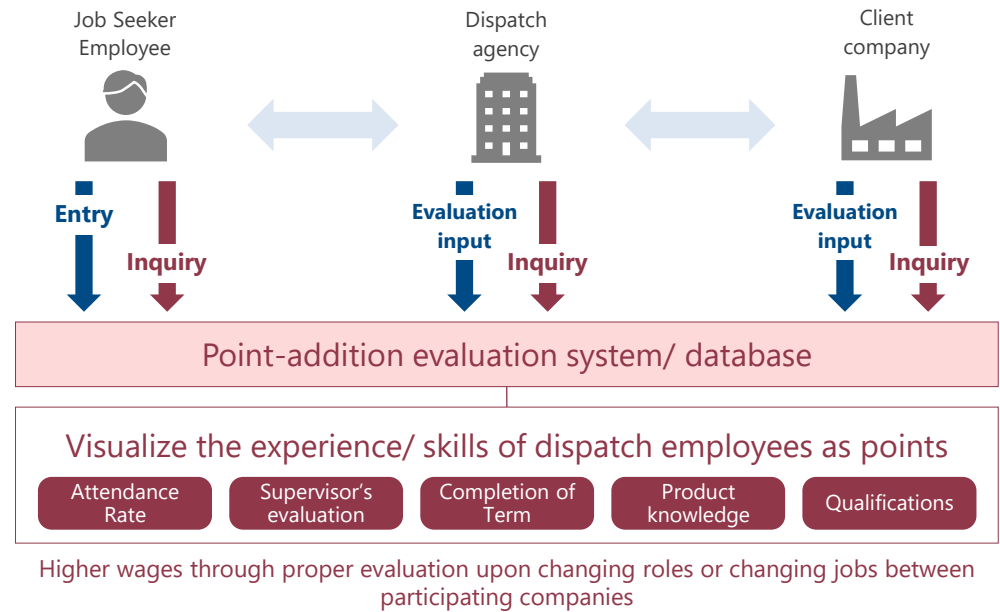 Job Seeker
Employee
Dispatch
agency
Client
company
Entry
Inquiry
Evaluation
input
Inquiry
Evaluation
input
Inquiry
Point-addition evaluation system/ database
Visualize the experience/ skills of dispatch employees as points
Attendance
Rate
Supervisor's
evaluation
Completion of
Term
Product
knowledge
Qualifications
Higher wages through proper evaluation upon changing roles or changing jobs between
participating companies